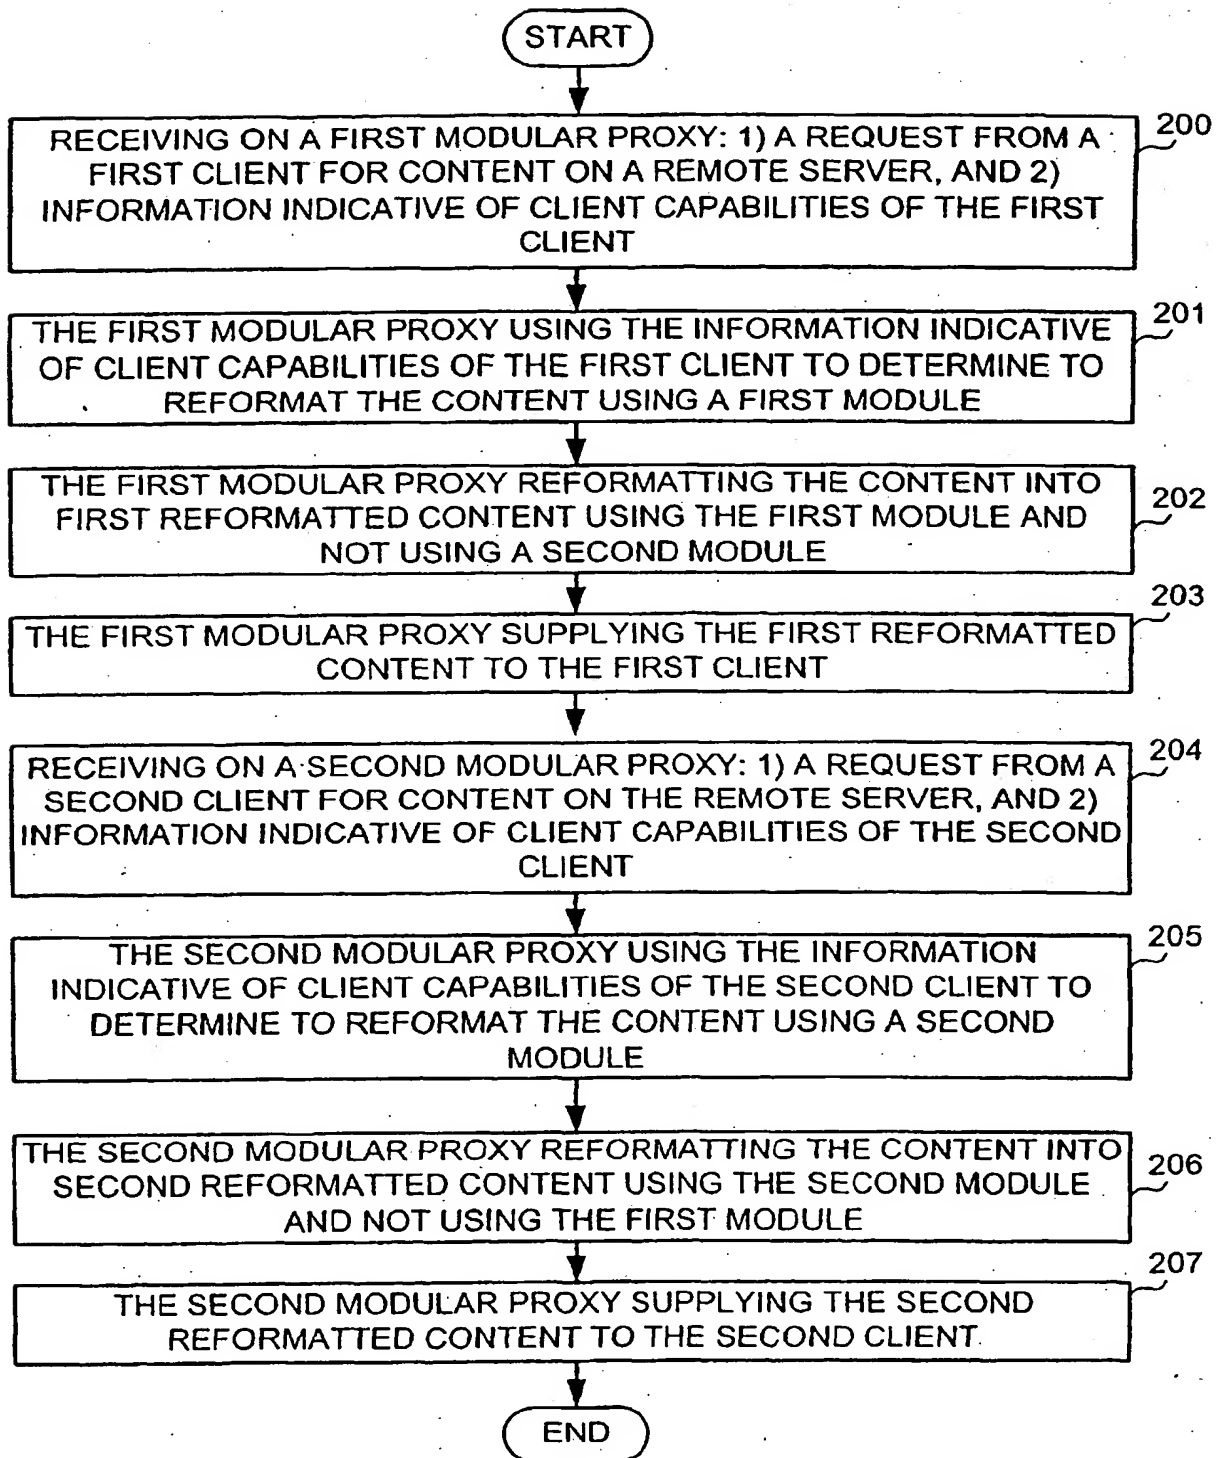 START
200
RECEIVING ON A FIRST MODULAR PROXY: 1) A REQUEST FROM A
FIRST CLIENT FOR CONTENT ON A REMOTE SERVER, AND 2)
INFORMATION INDICATIVE OF CLIENT CAPABILITIES OF THE FIRST
CLIENT
201
THE FIRST MODULAR PROXY USING THE INFORMATION INDICATIVE
OF CLIENT CAPABILITIES OF THE FIRST CLIENT TO DETERMINE TO
REFORMAT THE CONTENT USING A FIRST MODULE
202
THE FIRST MODULAR PROXY REFORMATTING THE CONTENT INTO
FIRST REFORMATTED CONTENT USING THE FIRST MODULE AND
NOT USING A SECOND MODULE
203
THE FIRST MODULAR PROXY SUPPLYING THE FIRST REFORMATTED
CONTENT TO THE FIRST CLIENT
204
RECEIVING ON A SECOND MODULAR PROXY: 1) A REQUEST FROM A
SECOND CLIENT FOR CONTENT ON THE REMOTE SERVER, AND 2)
INFORMATION INDICATIVE OF CLIENT CAPABILITIES OF THE SECOND
CLIENT
205
THE SECOND MODULAR PROXY USING THE INFORMATION
INDICATIVE OF CLIENT CAPABILITIES OF THE SECOND CLIENT TO
DETERMINE TO REFORMAT THE CONTENT USING A SECOND
MODULE
206
THE SECOND MODULAR PROXY REFORMATTING THE CONTENT INTO
SECOND REFORMATTED CONTENT USING THE SECOND MODULE
AND NOT USING THE FIRST MODULE
207
THE SECOND MODULAR PROXY SUPPLYING THE SECOND
REFORMATTED CONTENT TO THE SECOND CLIENT
END